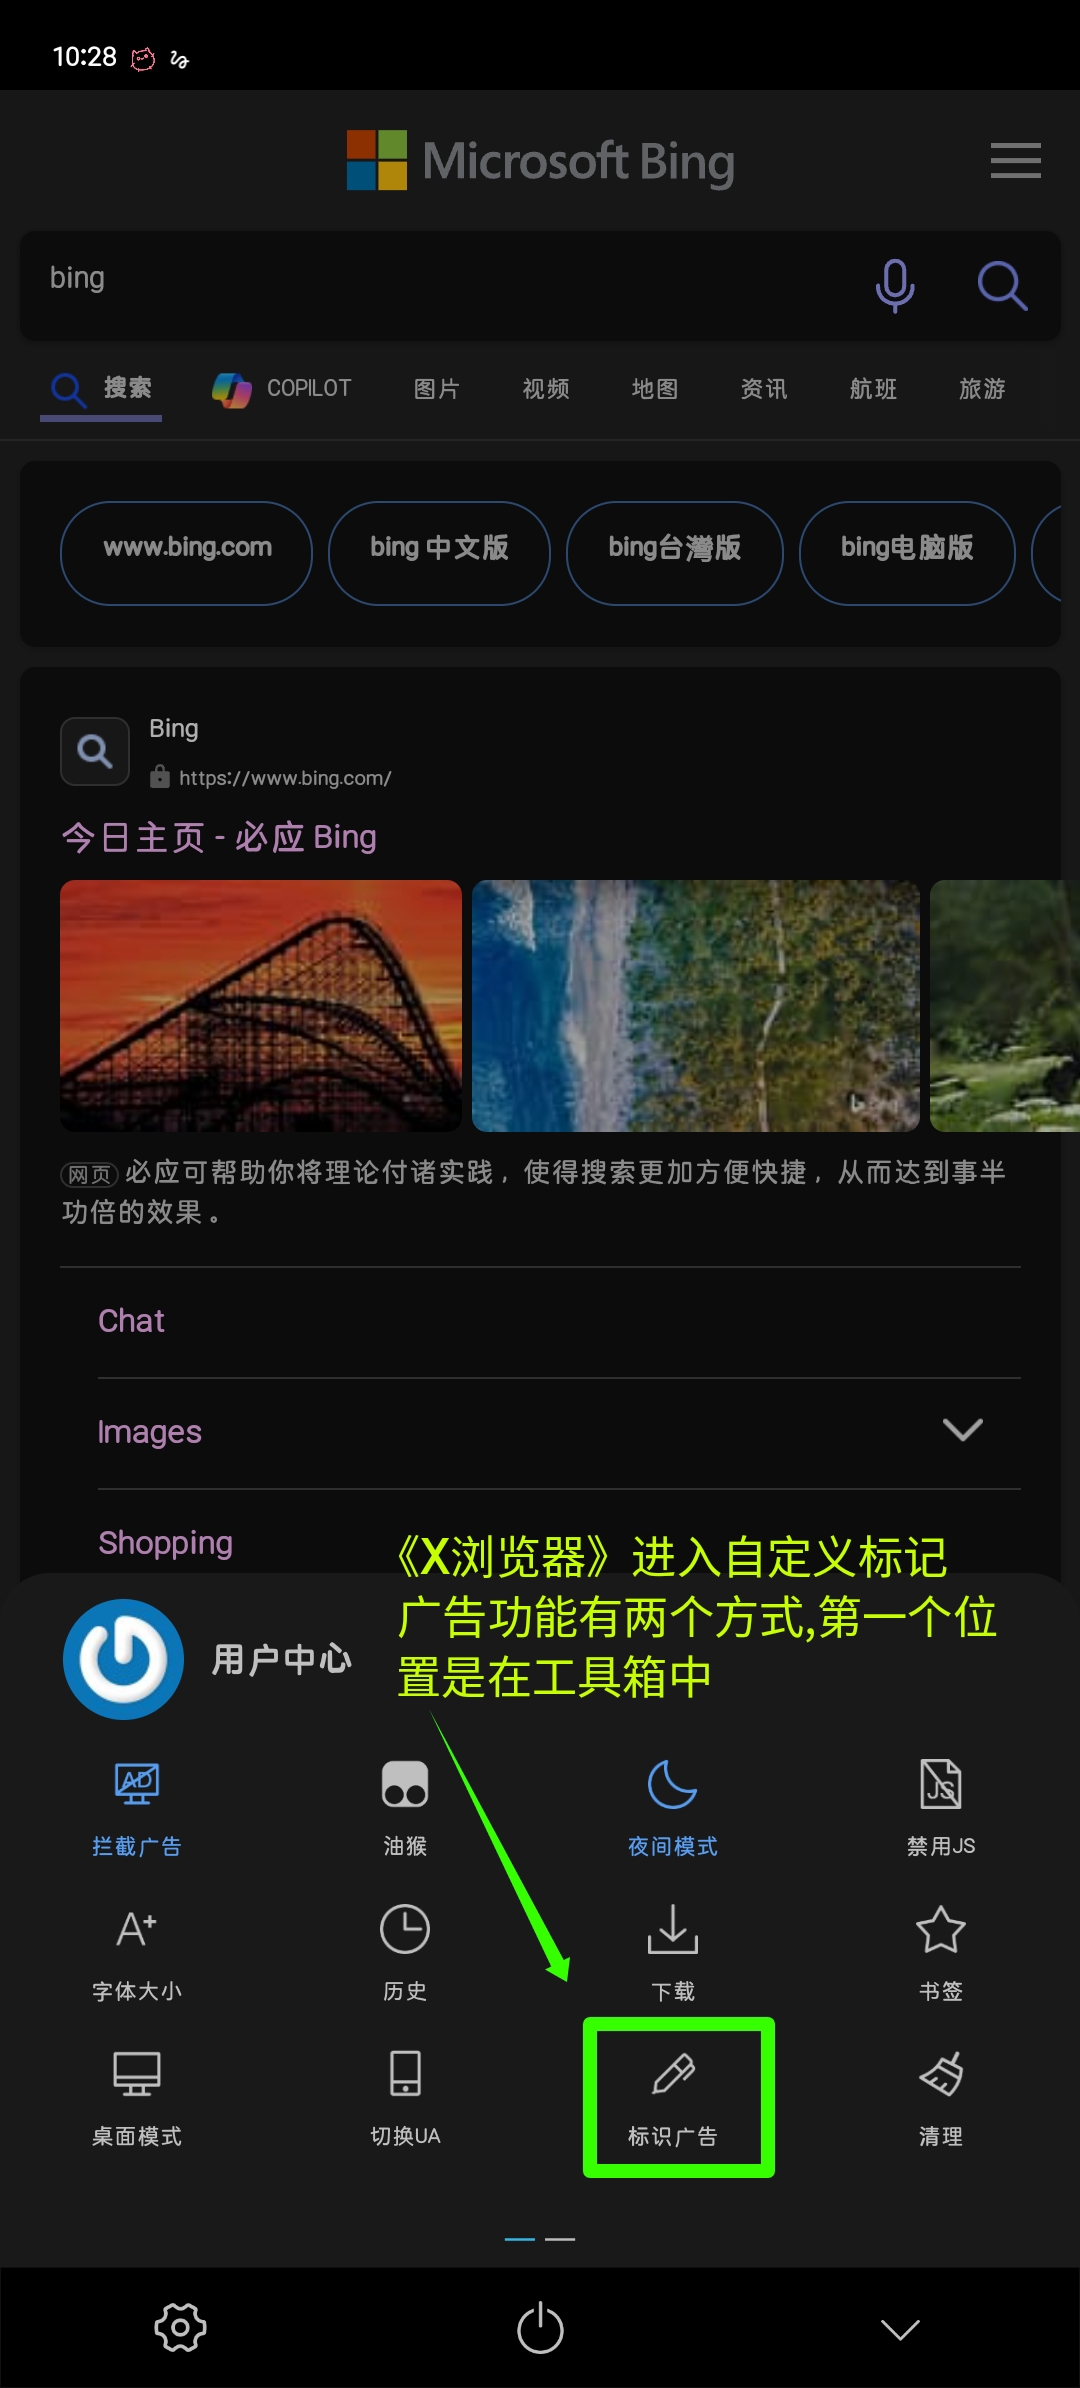 10:28
Microsoft Bing
bing
搜索 COPILOT 图片 视频 地图 资讯 航班 旅游
www.bing.com bing 中文版 bing台灣版 bing电脑版
Bing
https://www.bing.com/
今日主页 - 必应 Bing
网页 必应可帮助你将理论付诸实践，使得搜索更加方便快捷，从而达到事半
功倍的效果。
Chat
Images
Shopping
《X浏览器》进入自定义标记
广告功能有两个方式,第一个位
置是在工具箱中
用户中心
AD JS
拦截广告 油猴 夜间模式 禁用JS
A+
字体大小 历史 下载 书签
桌面模式 切换UA 标识广告 清理